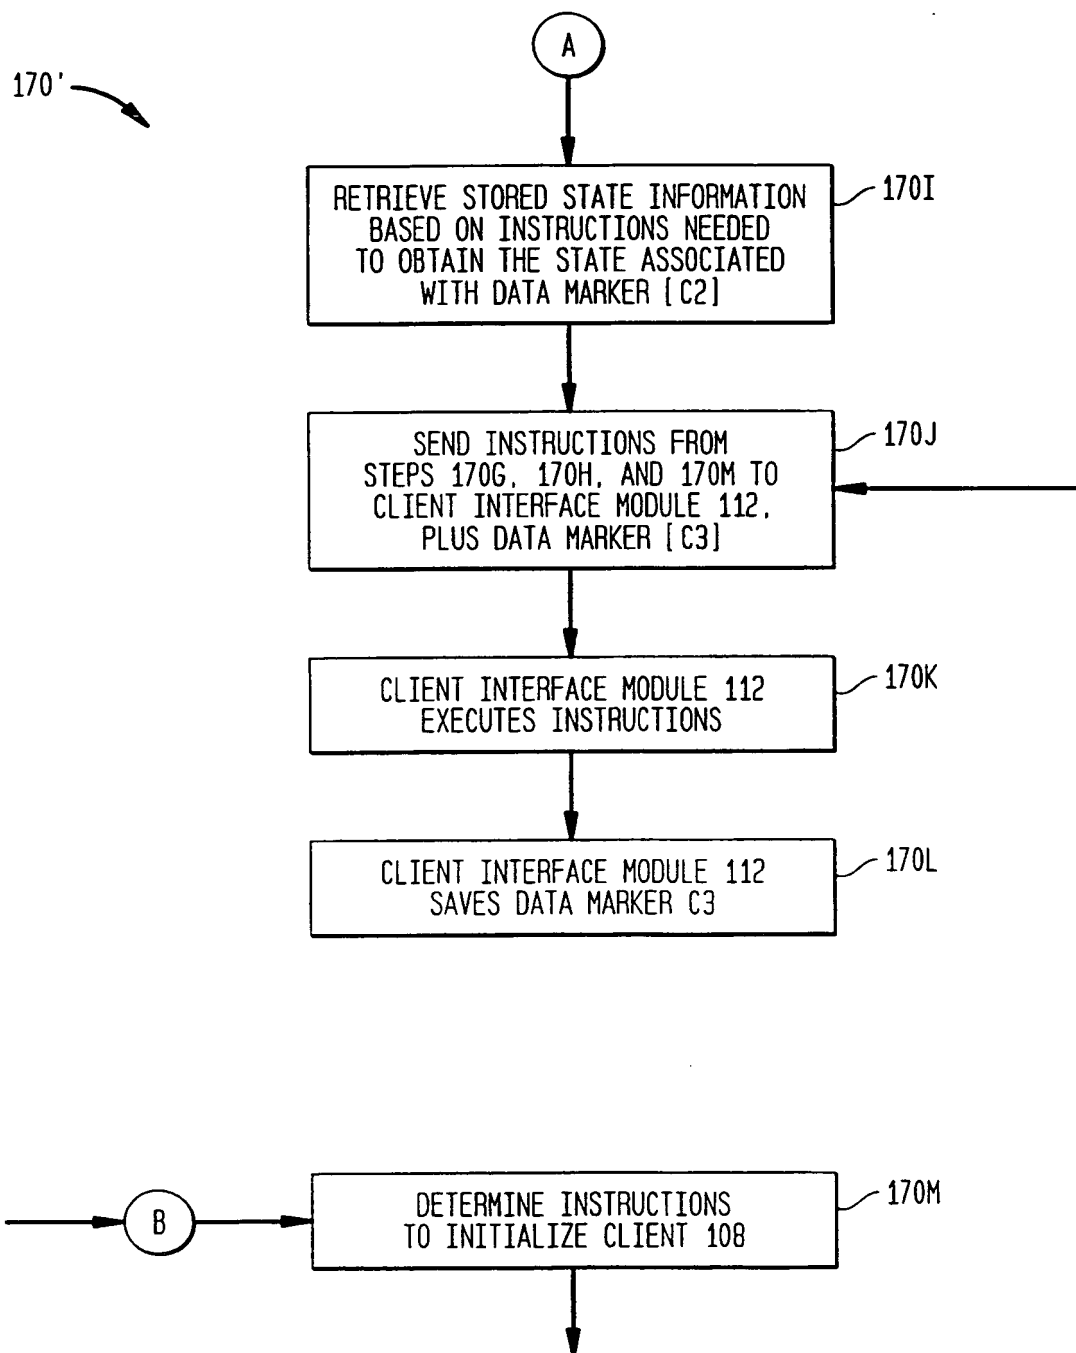 A
170'
RETRIEVE STORED STATE INFORMATION
BASED ON INSTRUCTIONS NEEDED
TO OBTAIN THE STATE ASSOCIATED
WITH DATA MARKER [C2]
170I
SEND INSTRUCTIONS FROM
STEPS 170G, 170H, AND 170M TO
CLIENT INTERFACE MODULE 112,
PLUS DATA MARKER [C3]
170J
CLIENT INTERFACE MODULE 112
EXECUTES INSTRUCTIONS
170K
CLIENT INTERFACE MODULE 112
SAVES DATA MARKER C3
170L
B
DETERMINE INSTRUCTIONS
TO INITIALIZE CLIENT 108
170M